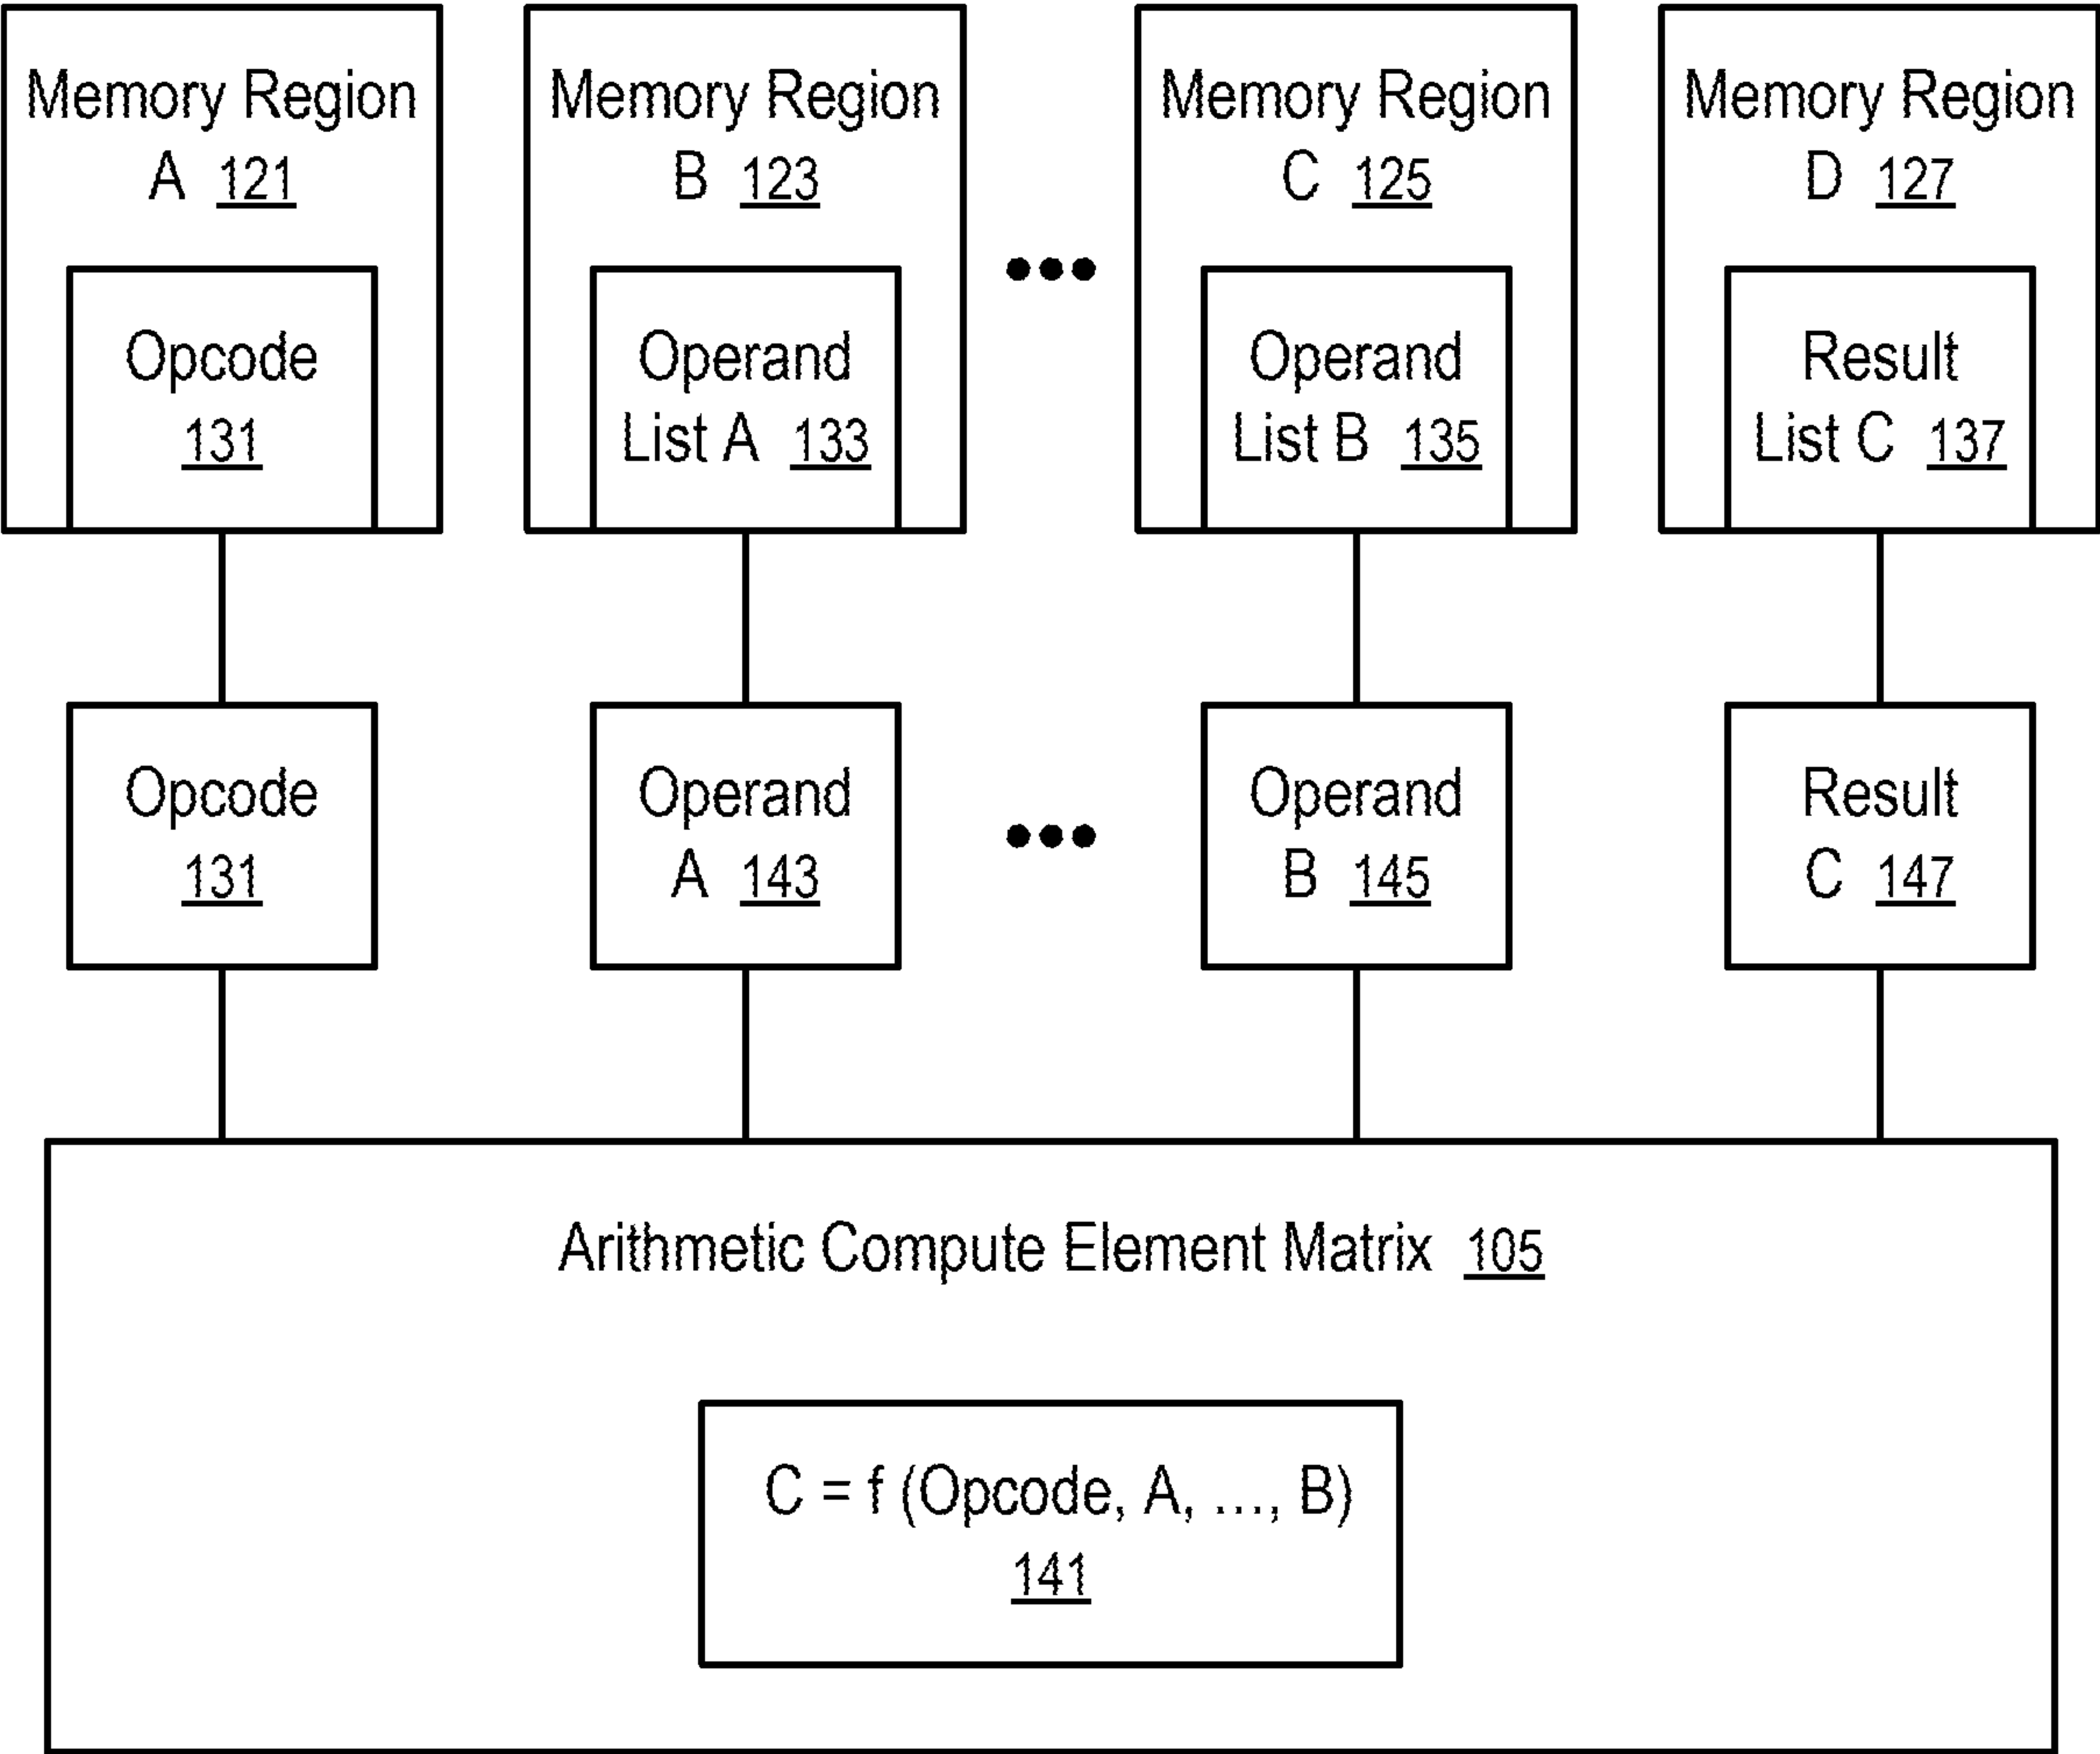 Memory Region
A 121
Opcode
131
Memory Region
B 123
Operand
List A 133
•••
Memory Region
C 125
Operand
List B 135
Memory Region
D 127
Result
List C 137
Opcode
131
Operand
A 143
•••
Operand
B 145
Result
C 147
Arithmetic Compute Element Matrix 105
C = f (Opcode, A, ..., B)
141